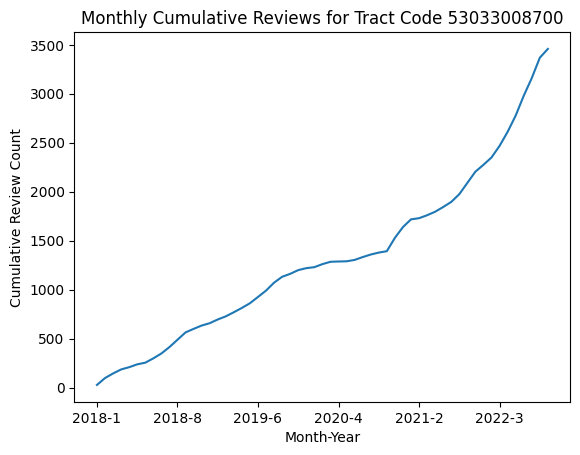 Monthly Cumulative Reviews for Tract Code 53033008700
Cumulative Review Count
3500
3000
2500
2000
1500
1000
500
0
2018-1 2018-8 2019-6 2020-4 2021-2 2022-3
Month-Year